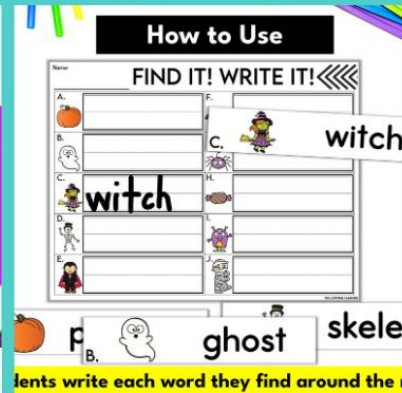 How to Use
Name
FIND IT! WRITE IT!
A.
F.
B.
C. witch
C. witch
H.
D.
I.
E.
J.
B. ghost
p
skele
dents write each word they find around the